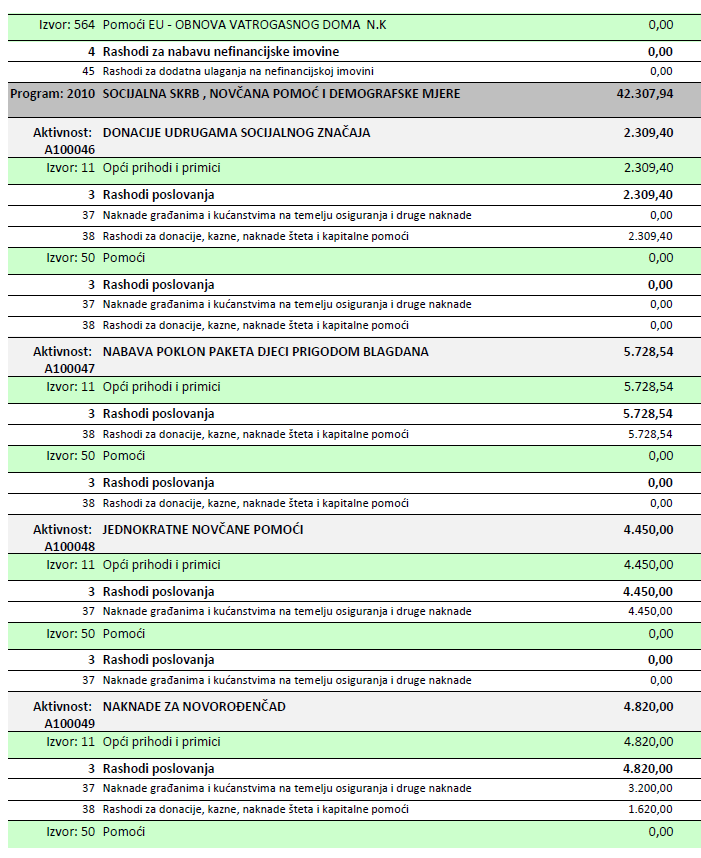 Izvor: 564 Pomoći EU - OBNOVA VATROGASNOG DOMA N.K 0,00
4 Rashodi za nabavu nefinancijske imovine 0,00
45 Rashodi za dodatna ulaganja na nefinancijskoj imovini 0,00
Program: 2010 SOCIJALNA SKRB , NOVČANA POMOĆ I DEMOGRAFSKE MJERE 42.307,94
Aktivnost: DONACIJE UDRUGAMA SOCIJALNOG ZNAČAJA 2.309,40
A100046
Izvor: 11 Opći prihodi i primici 2.309,40
3 Rashodi poslovanja 2.309,40
37 Naknade građanima i kućanstvima na temelju osiguranja i druge naknade 0,00
38 Rashodi za donacije, kazne, naknade šteta i kapitalne pomoći 2.309,40
Izvor: 50 Pomoći 0,00
3 Rashodi poslovanja 0,00
37 Naknade građanima i kućanstvima na temelju osiguranja i druge naknade 0,00
38 Rashodi za donacije, kazne, naknade šteta i kapitalne pomoći 0,00
Aktivnost: NABAVA POKLON PAKETA DJECI PRIGODOM BLAGDANA 5.728,54
A100047
Izvor: 11 Opći prihodi i primici 5.728,54
3 Rashodi poslovanja 5.728,54
38 Rashodi za donacije, kazne, naknade šteta i kapitalne pomoći 5.728,54
Izvor: 50 Pomoći 0,00
3 Rashodi poslovanja 0,00
38 Rashodi za donacije, kazne, naknade šteta i kapitalne pomoći 0,00
Aktivnost: JEDNOKRATNE NOVČANE POMOĆI 4.450,00
A100048
Izvor: 11 Opći prihodi i primici 4.450,00
3 Rashodi poslovanja 4.450,00
37 Naknade građanima i kućanstvima na temelju osiguranja i druge naknade 4.450,00
Izvor: 50 Pomoći 0,00
3 Rashodi poslovanja 0,00
37 Naknade građanima i kućanstvima na temelju osiguranja i druge naknade 0,00
Aktivnost: NAKNADE ZA NOVOROĐENČAD 4.820,00
A100049
Izvor: 11 Opći prihodi i primici 4.820,00
3 Rashodi poslovanja 4.820,00
37 Naknade građanima i kućanstvima na temelju osiguranja i druge naknade 3.200,00
38 Rashodi za donacije, kazne, naknade šteta i kapitalne pomoći 1.620,00
Izvor: 50 Pomoći 0,00